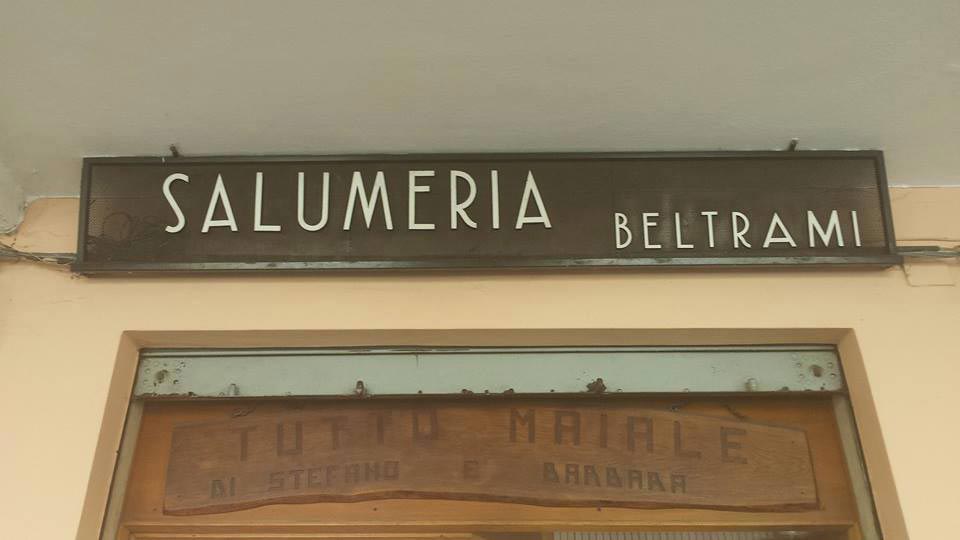 SALUMERIA BELTRAMI
TUTTO MAIALE
DI STEFANO E BARBARA